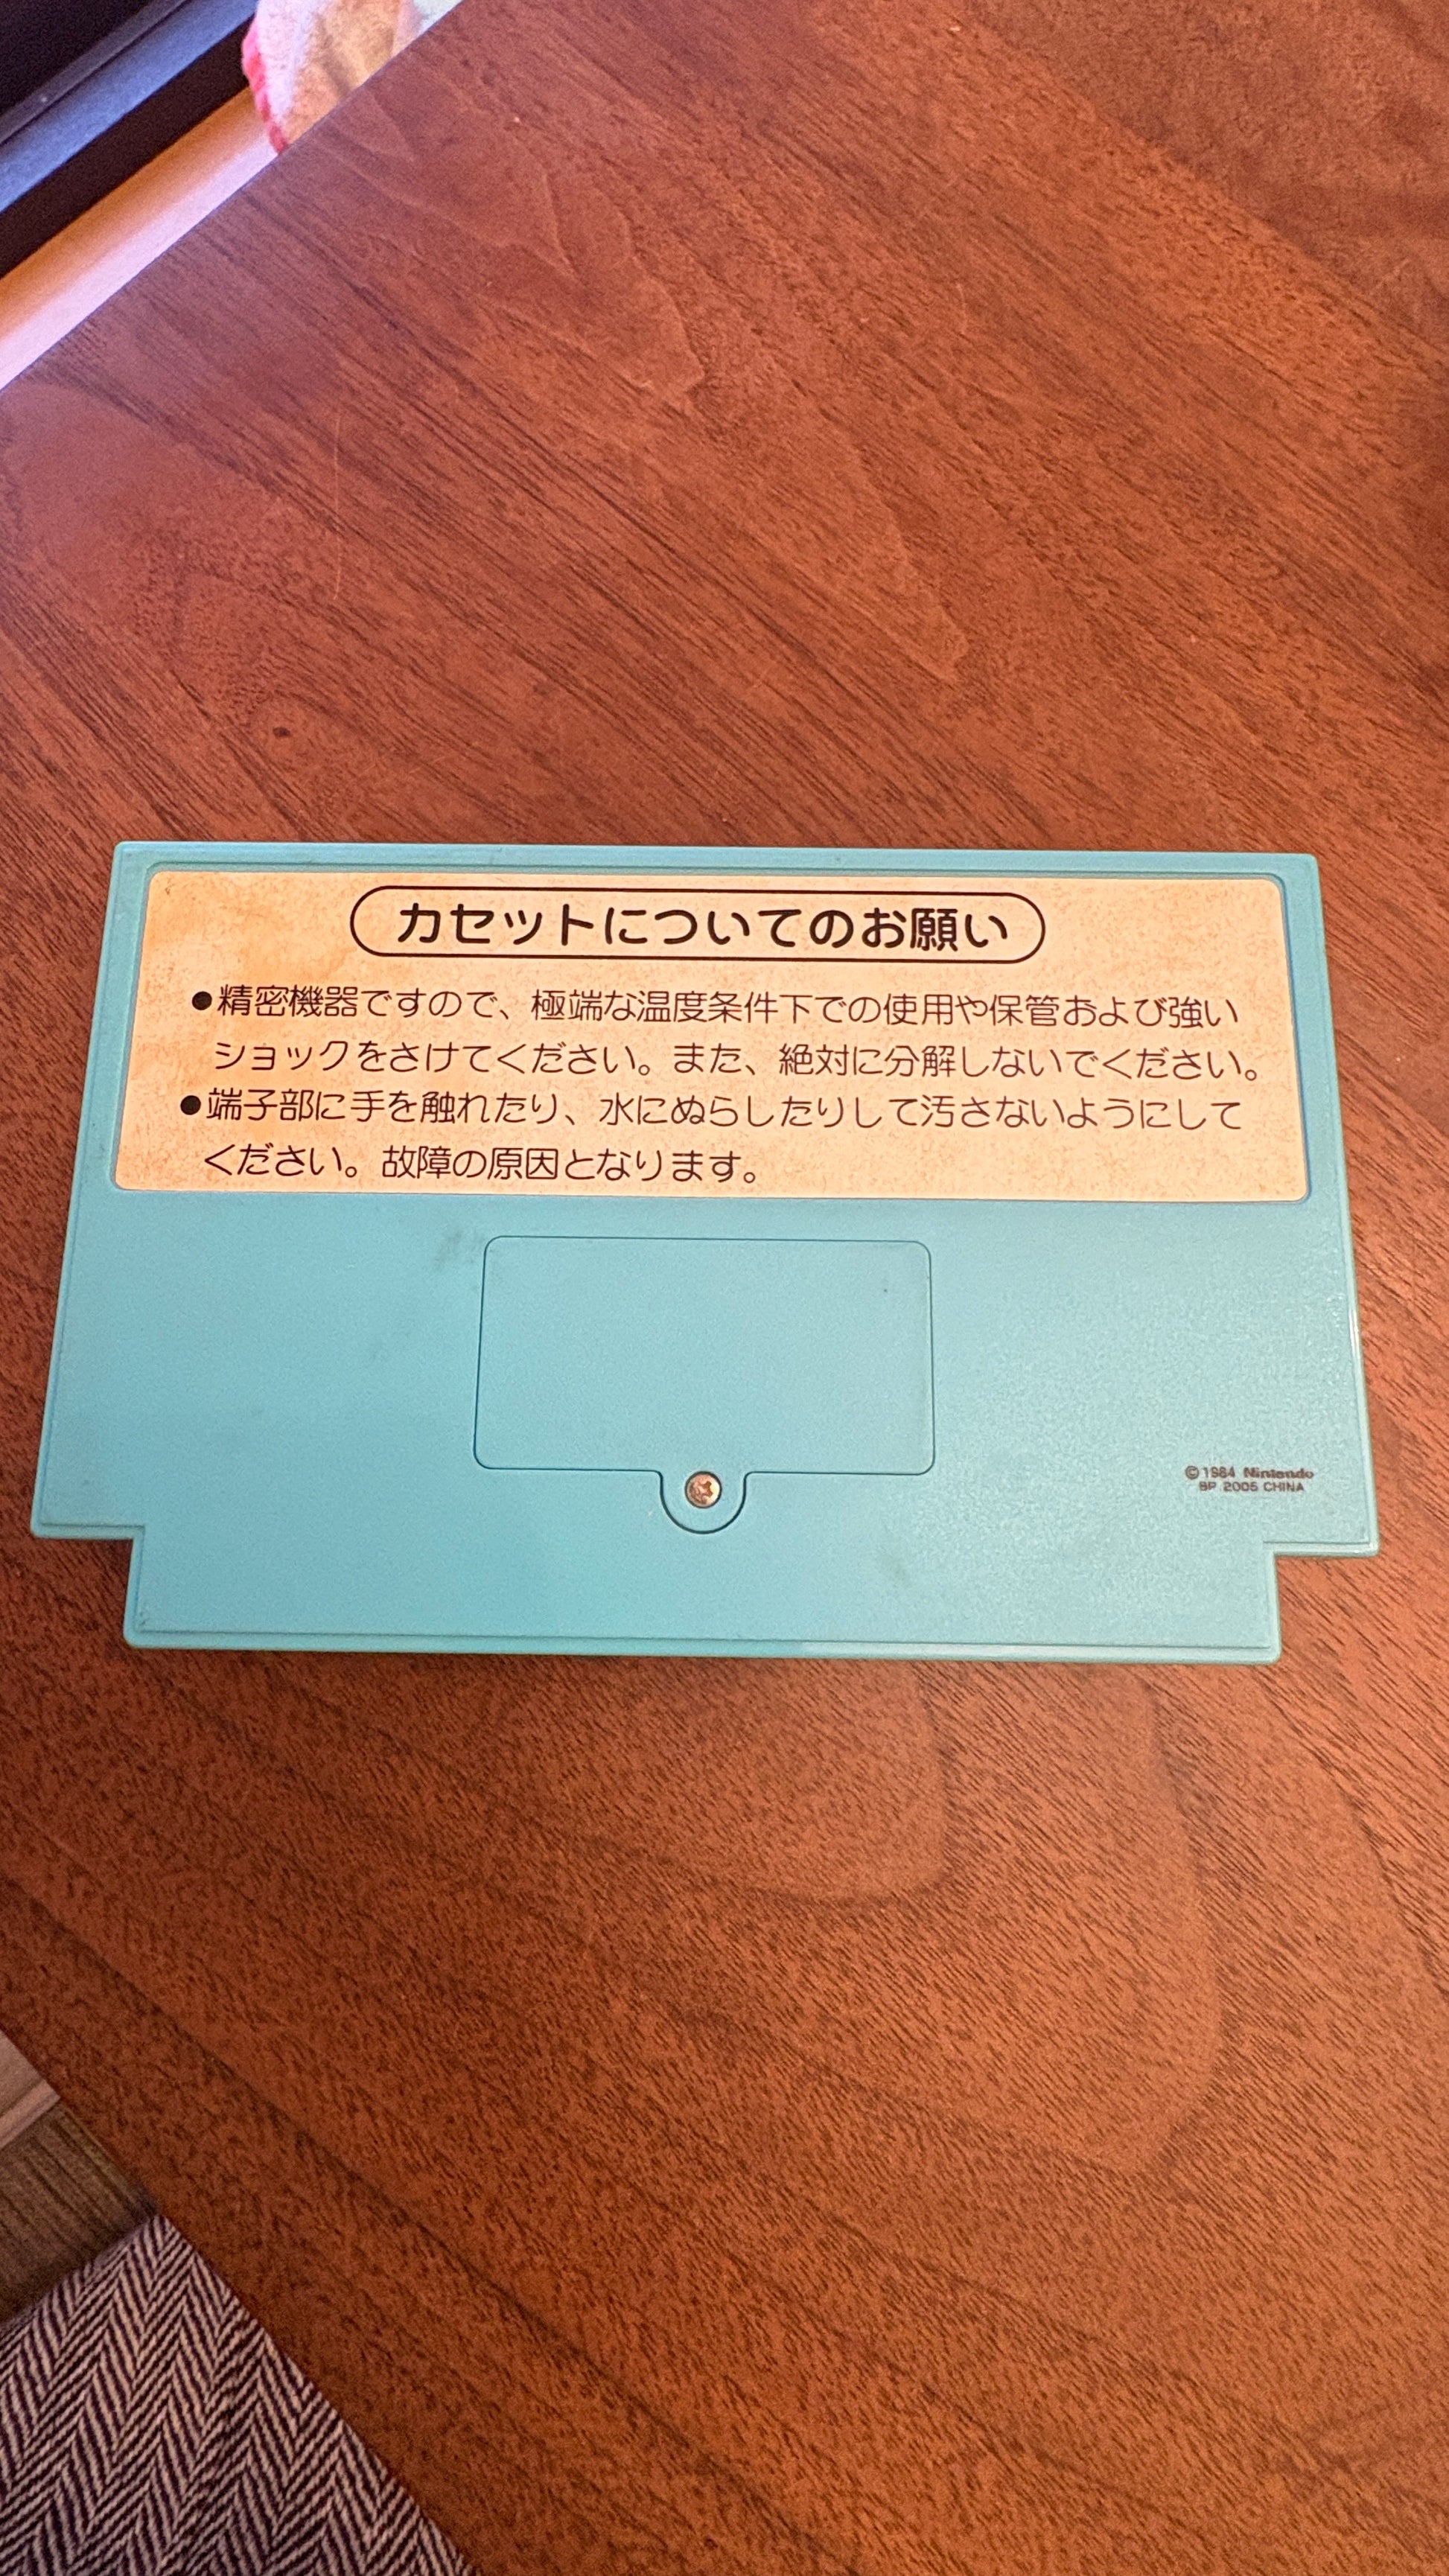 カセットについてのお願い
●精密機器ですので、極端な温度条件下での使用や保管および強い
ショックをさけてください。また、絶対に分解しないでください。
●端子部に手を触れたり、水にぬらしたりして汚さないようにして
ください。故障の原因となります。
©1984 Nintendo
BP 2005 CHINA